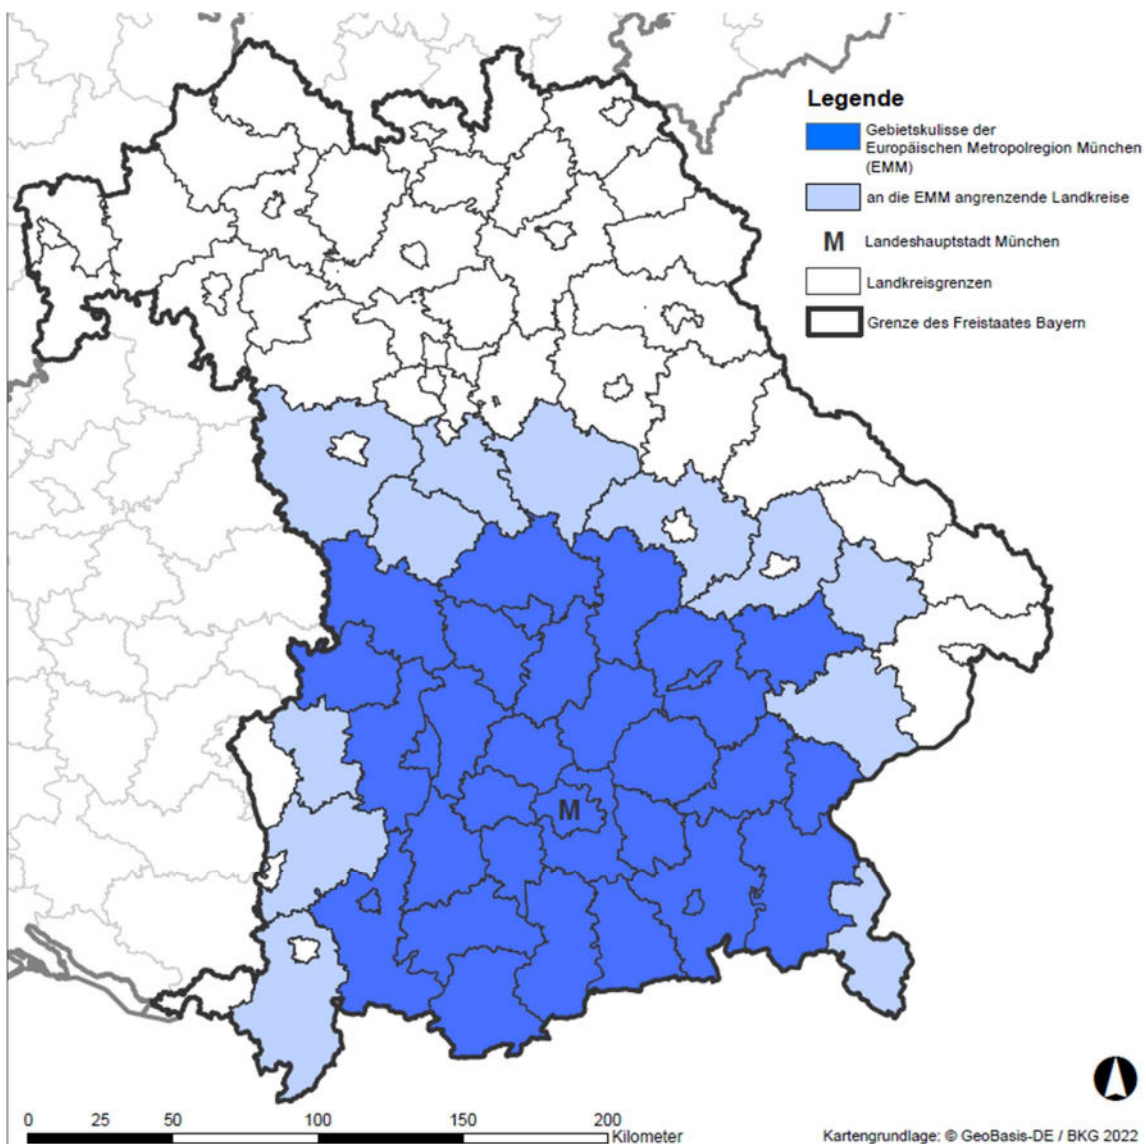 Legende
Gebietskulisse der
Europäischen Metropolregion München
(EMM)
an die EMM angrenzende Landkreise
M Landeshauptstadt München
Landkreisgrenzen
Grenze des Freistaates Bayern
M
0 25 50 100 150 200
Kilometer
Kartengrundlage: © GeoBasis-DE / BKG 2022